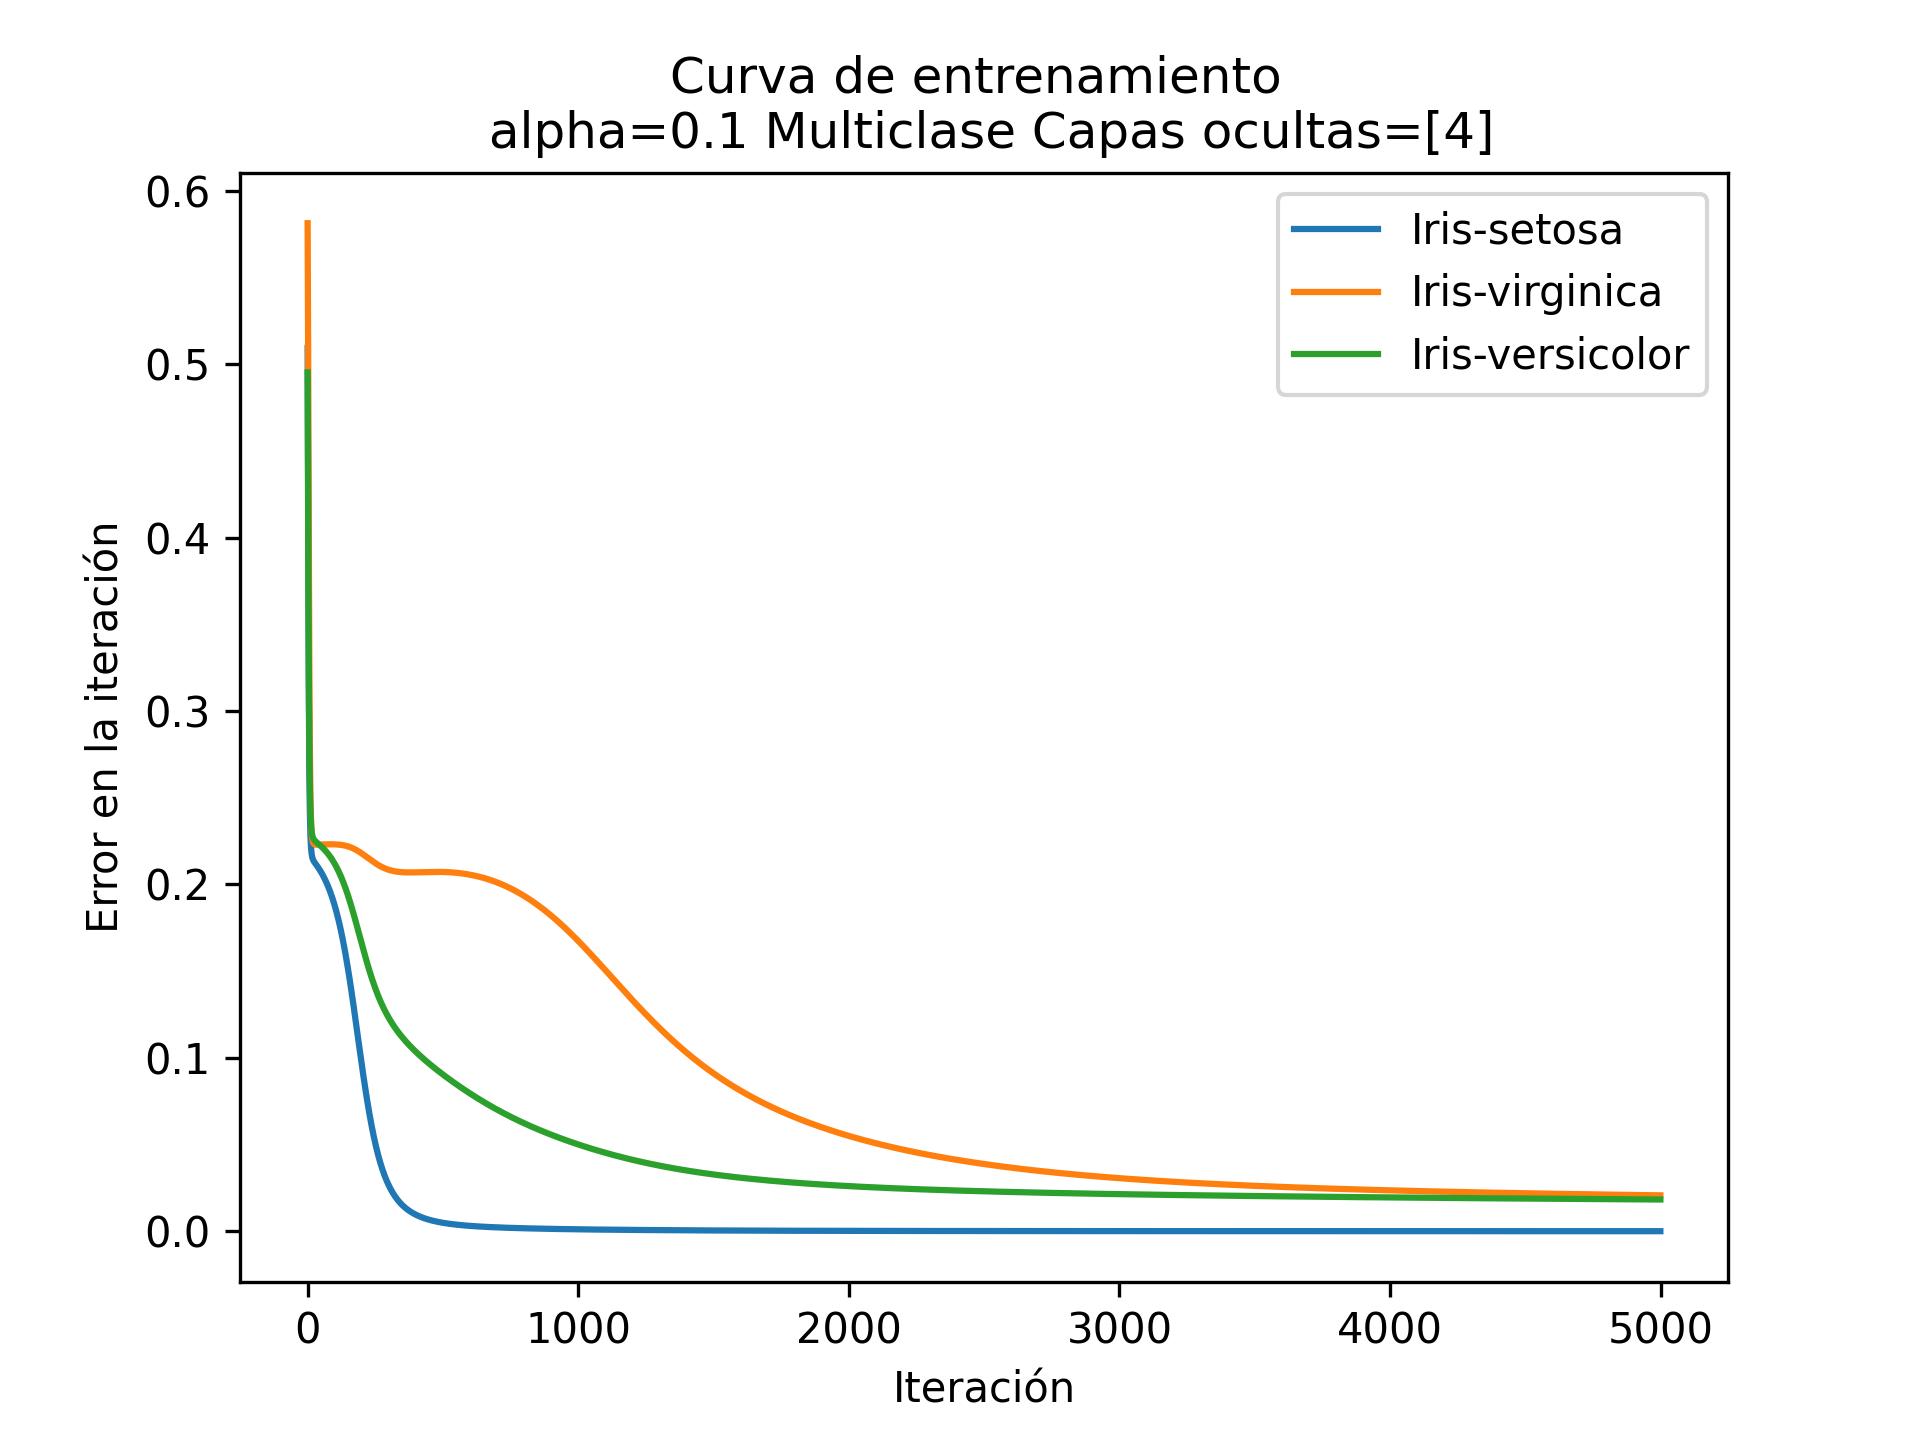 Curva de entrenamiento
alpha=0.1 Multiclase Capas ocultas=[4]
Iris-setosa
Iris-virginica
Iris-versicolor
Error en la iteración
0.6
0.5
0.4
0.3
0.2
0.1
0.0
0 1000 2000 3000 4000 5000
Iteración